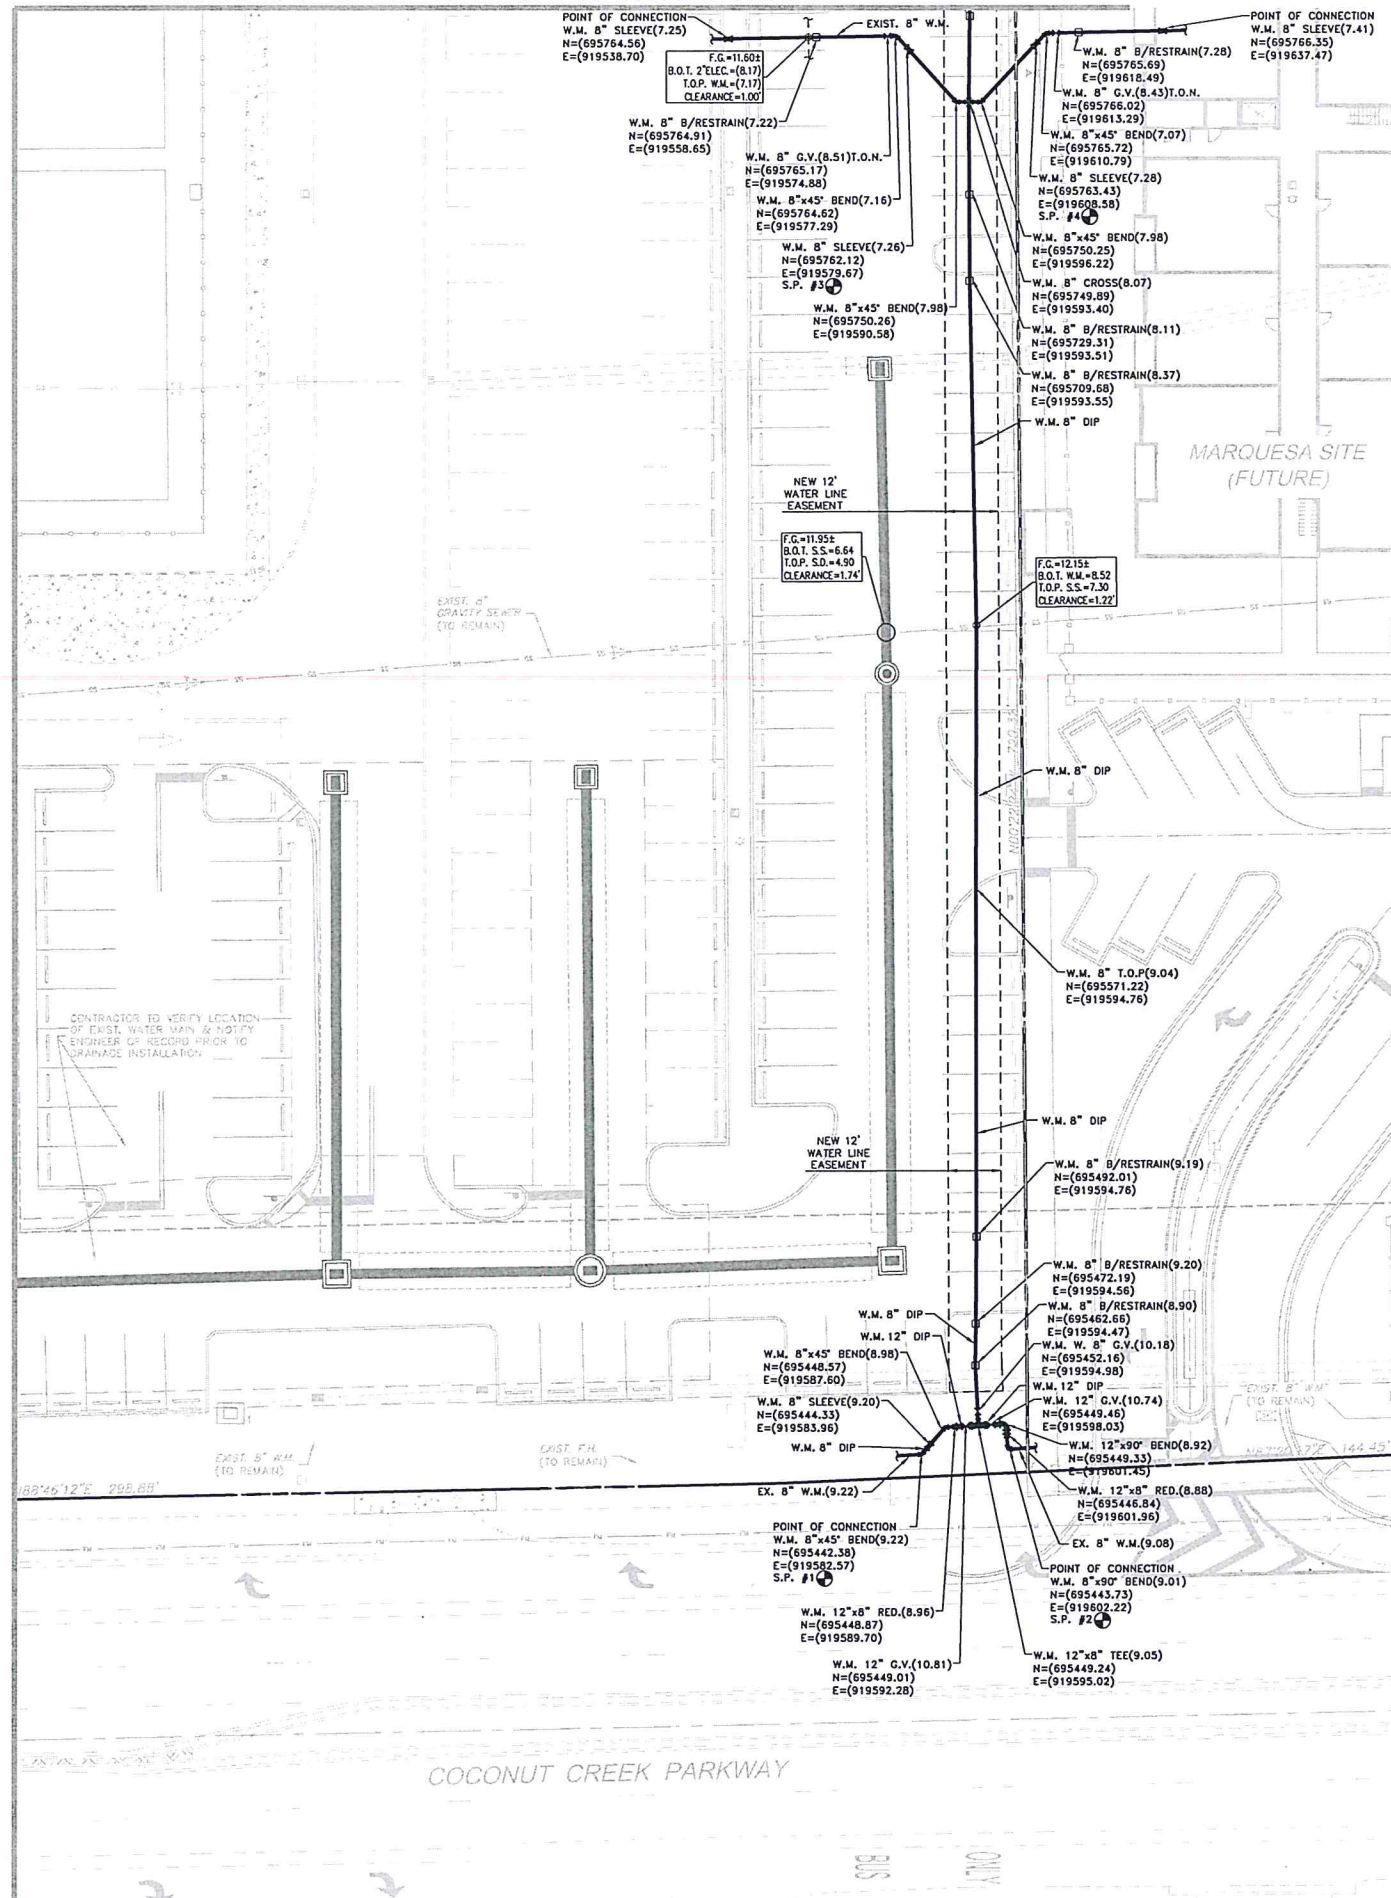 POINT OF CONNECTION
W.M. 8" SLEEVE(7.25)
N=(695764.56)
E=(919538.70)
EXIST. 8" W.M.
POINT OF CONNECTION
W.M. 8" SLEEVE(7.41)
N=(695766.35)
E=(919637.47)
F.G.=11.60±
B.O.T. 2"ELEC.=(8.17)
T.O.P. W.M.=(7.17)
CLEARANCE=1.00'
W.M. 8" B/RESTRAIN(7.28)
N=(695765.69)
E=(919618.49)
W.M. 8" G.V.(8.43)T.O.N.
N=(695766.02)
E=(919613.29)
W.M. 8" B/RESTRAIN(7.22)
N=(695764.91)
E=(919558.65)
W.M. 8"x45° BEND(7.07)
N=(695765.72)
E=(919610.79)
W.M. 8" G.V.(8.51)T.O.N.
N=(695765.17)
E=(919574.88)
W.M. 8" SLEEVE(7.28)
N=(695763.43)
E=(919608.58)
S.P. #4
W.M. 8"x45° BEND(7.16)
N=(695764.62)
E=(919577.29)
W.M. 8"x45° BEND(7.98)
N=(695750.25)
E=(919596.22)
W.M. 8" SLEEVE(7.26)
N=(695762.12)
E=(919579.67)
S.P. #3
W.M. 8" CROSS(8.07)
N=(695749.89)
E=(919593.40)
W.M. 8"x45° BEND(7.98)
N=(695750.26)
E=(919590.58)
W.M. 8" B/RESTRAIN(8.11)
N=(695729.31)
E=(919593.51)
W.M. 8" B/RESTRAIN(8.37)
N=(695709.68)
E=(919593.55)
W.M. 8" DIP
MARQUESA SITE
(FUTURE)
NEW 12'
WATER LINE
EASEMENT
F.G.=11.95±
B.O.T. S.S.=6.64
T.O.P. S.D.=4.90
CLEARANCE=1.74'
F.G.=12.15±
B.O.T. W.M.=8.52
T.O.P. S.S.=7.30
CLEARANCE=1.22'
EXIST. 8"
GRAVITY SEWER
(TO REMAIN)
W.M. 8" DIP
W.M. 8" T.O.P(9.04)
N=(695571.22)
E=(919594.76)
CONTRACTOR TO VERIFY LOCATION
OF EXIST. WATER MAIN & NOTIFY
ENGINEER OF RECORD PRIOR TO
DRAINAGE INSTALLATION
W.M. 8" DIP
NEW 12'
WATER LINE
EASEMENT
W.M. 8" B/RESTRAIN(9.19)
N=(695492.01)
E=(919594.76)
W.M. 8" B/RESTRAIN(9.20)
N=(695472.19)
E=(919594.56)
W.M. 8" B/RESTRAIN(8.90)
N=(695462.66)
E=(919594.47)
W.M. 8" DIP
W.M. 12" DIP
W.M. W. 8" G.V.(10.18)
N=(695452.16)
E=(919594.98)
W.M. 8"x45° BEND(8.98)
N=(695448.57)
E=(919587.60)
W.M. 12" DIP
W.M. 12" G.V.(10.74)
N=(695449.46)
E=(919598.03)
EXIST. 8" W.M.
(TO REMAIN)
W.M. 8" SLEEVE(9.20)
N=(695444.33)
E=(919583.96)
W.M. 8" DIP
W.M. 12"x90° BEND(8.92)
N=(695449.33)
E=(919601.45)
EXIST. 8" W.M.
(TO REMAIN)
EXIST. F.H.
(TO REMAIN)
144.45'
88°46'12"E 298.88'
EX. 8" W.M.(9.22)
W.M. 12"x8" RED.(8.88)
N=(695446.84)
E=(919601.96)
POINT OF CONNECTION
W.M. 8"x45° BEND(9.22)
N=(695442.38)
E=(919582.57)
S.P. #1
EX. 8" W.M.(9.08)
POINT OF CONNECTION
W.M. 8"x90° BEND(9.01)
N=(695443.73)
E=(919602.22)
S.P. #2
W.M. 12"x8" RED.(8.96)
N=(695448.87)
E=(919589.70)
W.M. 12" G.V.(10.81)
N=(695449.01)
E=(919592.28)
W.M. 12"x8" TEE(9.05)
N=(695449.24)
E=(919595.02)
COCONUT CREEK PARKWAY
BUS
ONLY